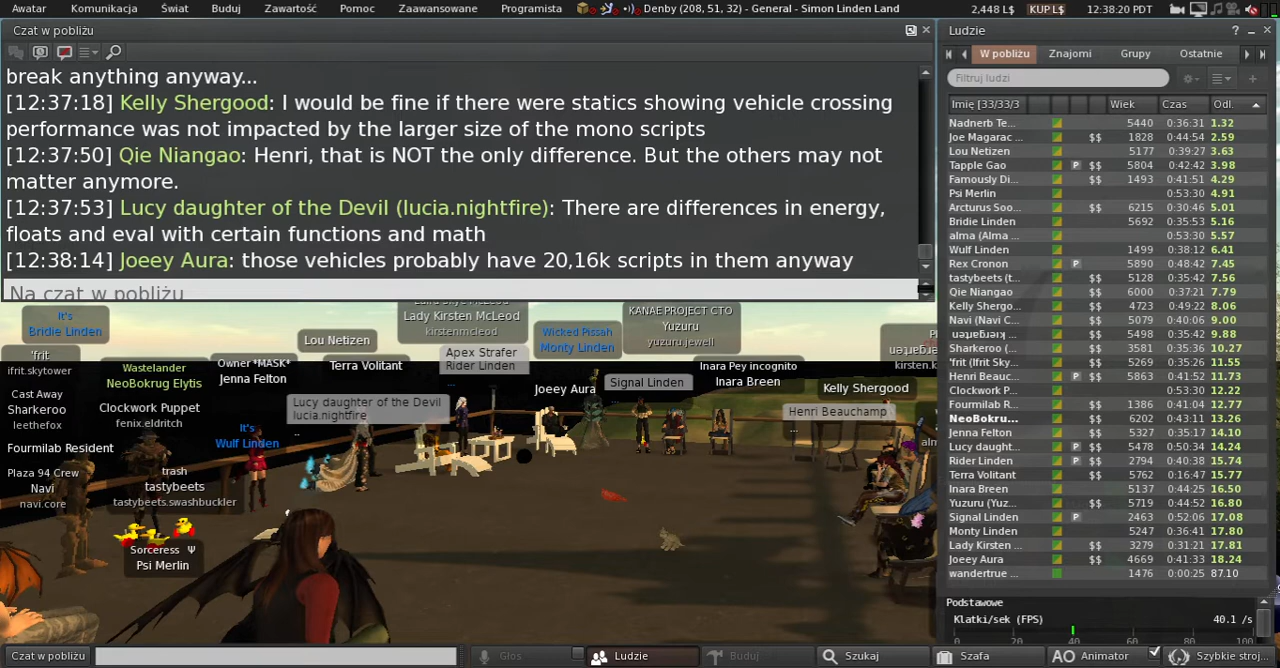 Awatar Komunikacja Świat Buduj Zawartość Pomoc Zaawansowane Programista Denby (208, 51, 32) - General - Simon Linden Land 2,448 L$ KUP L$ 12:38:20 PDT
Czat w pobliżu
break anything anyway...
[12:37:18] Kelly Shergood: I would be fine if there were statics showing vehicle crossing
performance was not impacted by the larger size of the mono scripts
[12:37:50] Qie Niangao: Henri, that is NOT the only difference. But the others may not
matter anymore.
[12:37:53] Lucy daughter of the Devil (lucia.nightfire): There are differences in energy,
floats and eval with certain functions and math
[12:38:14] Joeey Aura: those vehicles probably have 20,16k scripts in them anyway
Na czat w pobliżu
It's
Bridie Linden
'frit
ifrit.skytower
Cast Away
Sharkeroo
leethefox
Fourmilab Resident
Plaza 94 Crew
Navi
navi.core
Wastelander
NeoBokrug Elytis
Clockwork Puppet
fenix.eldritch
trash
tastybeets
tastybeets.swashbuckler
Sorceress Ψ
Psi Merlin
Owner *MASK*
Jenna Felton
It's
Wulf Linden
Lou Netizen
Terra Volitant
Lucy daughter of the Devil
lucia.nightfire
Lady Kirsten McLeod
kirstenmcleod
Apex Strafer
Rider Linden
Wicked Pissah
Monty Linden
Joeey Aura
KANAE PROJECT CTO
Yuzuru
yuzuru.jewell
Signal Linden
Inara Pey incognito
Inara Breen
Kelly Shergood
Henri Beauchamp
Ludzie
W pobliżu Znajomi Grupy Ostatnie
Filtruj ludzi
Imię [33/33/3 Wiek Czas Odl.
Nadnerb Te... 5440 0:36:31 1.32
Joe Magarac ... $$ 1828 0:44:54 2.59
Lou Netizen 5177 0:39:27 3.63
Tapple Gao P $$ 5804 0:42:42 3.98
Famously Di... $$ 1493 0:41:51 4.29
Psi Merlin 0:53:30 4.91
Arcturus Soo... $$ 6215 0:30:46 5.01
Bridie Linden 5692 0:35:53 5.16
alma (Alma ... 0:53:30 5.57
Wulf Linden 1499 0:38:12 6.41
Rex Cronon P 5890 0:42:48 7.45
tastybeets (t... $$ 5128 0:35:42 7.56
Qie Niangao $$ 6000 0:37:21 7.79
Kelly Shergo... $$ 4723 0:49:22 8.06
Navi (Navi C... $$ 5079 0:40:06 9.00
$$ 5498 0:35:42 9.88
Sharkeroo (... $$ 3581 0:35:36 10.27
'frit (Ifrit Sky... $$ 5269 0:35:26 11.55
Henri Beauc... P $$ 5863 0:41:52 11.73
Clockwork P... 0:53:30 12.22
Fourmilab R... $$ 1386 0:41:04 12.77
NeoBokru... $$ 6202 0:43:11 13.26
Jenna Felton $$ 5327 0:35:17 14.10
Lucy daught... P $$ 5478 0:50:34 14.24
Rider Linden P $$ 2794 0:40:38 15.74
Terra Volitant $$ 5762 0:16:47 15.77
Inara Breen 5137 0:44:25 16.50
Yuzuru (Yuz... $$ 5719 0:44:52 16.80
Signal Linden P 2463 0:52:06 17.08
Monty Linden 5247 0:36:41 17.80
Lady Kirsten ... $$ 3279 0:31:21 17.81
Joeey Aura $$ 4669 0:41:33 18.24
wandertrue ... 1476 0:00:25 87.10
Podstawowe
Klatki/sek (FPS) 40.1 /s
0 20 40 60 80 100
Czat w pobliżu Głos Ludzie Buduj Szukaj Szafa AO Animator Szybkie stroj...